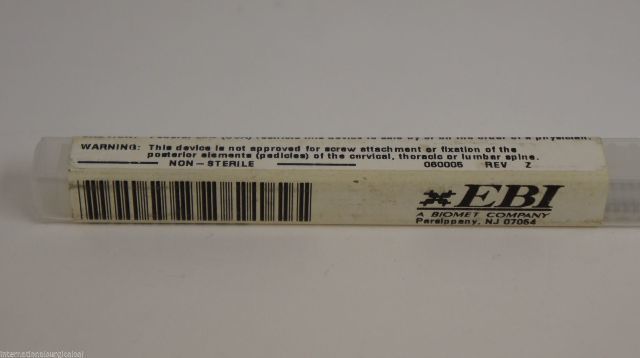 WARNING: This device is not approved for screw attachment or fixation of the
posterior elements (pedicles) of the cervical, thoracic or lumbar spine.
NON-STERILE 060006 REV Z
EBI
A BIOMET COMPANY
Parsippany, NJ 07054